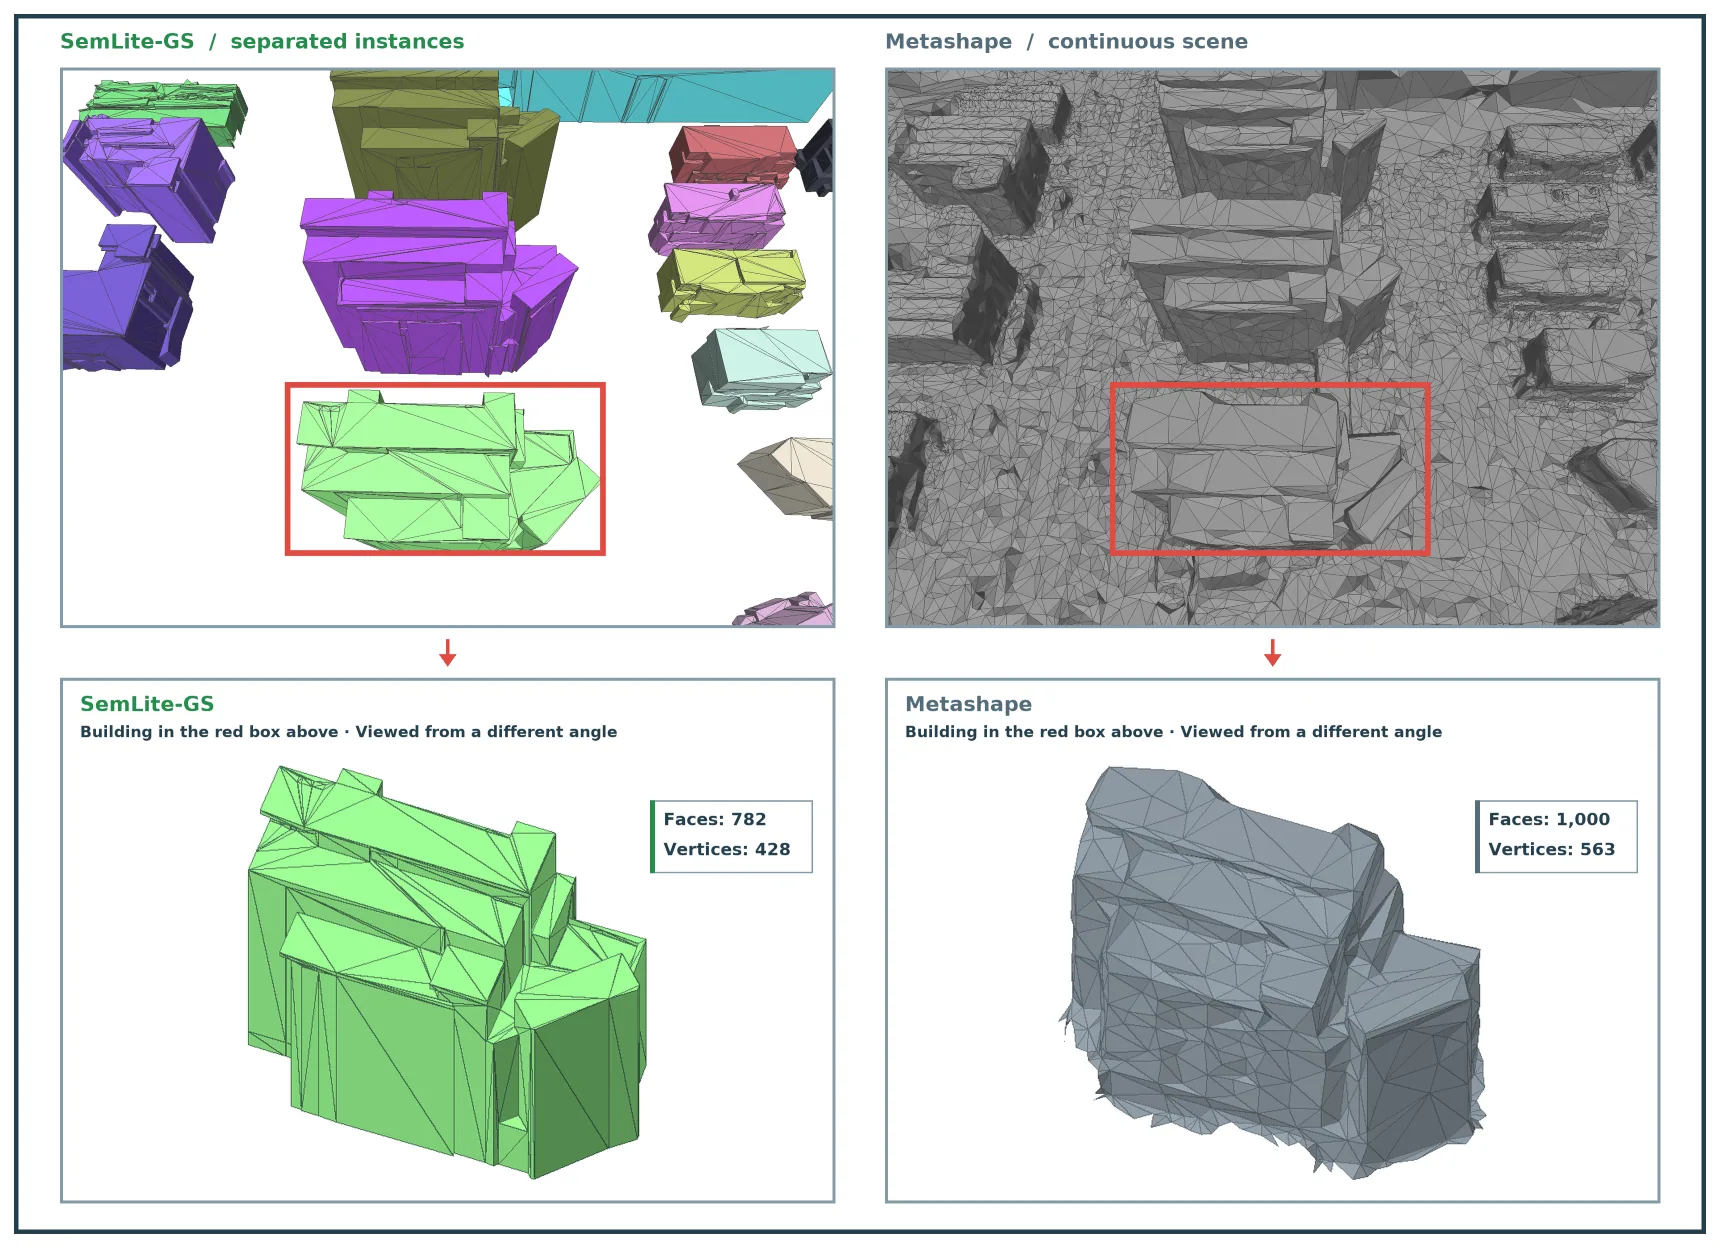 SemLite-GS / separated instances
Metashape / continuous scene
SemLite-GS
Building in the red box above · Viewed from a different angle
Faces: 782
Vertices: 428
Metashape
Building in the red box above · Viewed from a different angle
Faces: 1,000
Vertices: 563